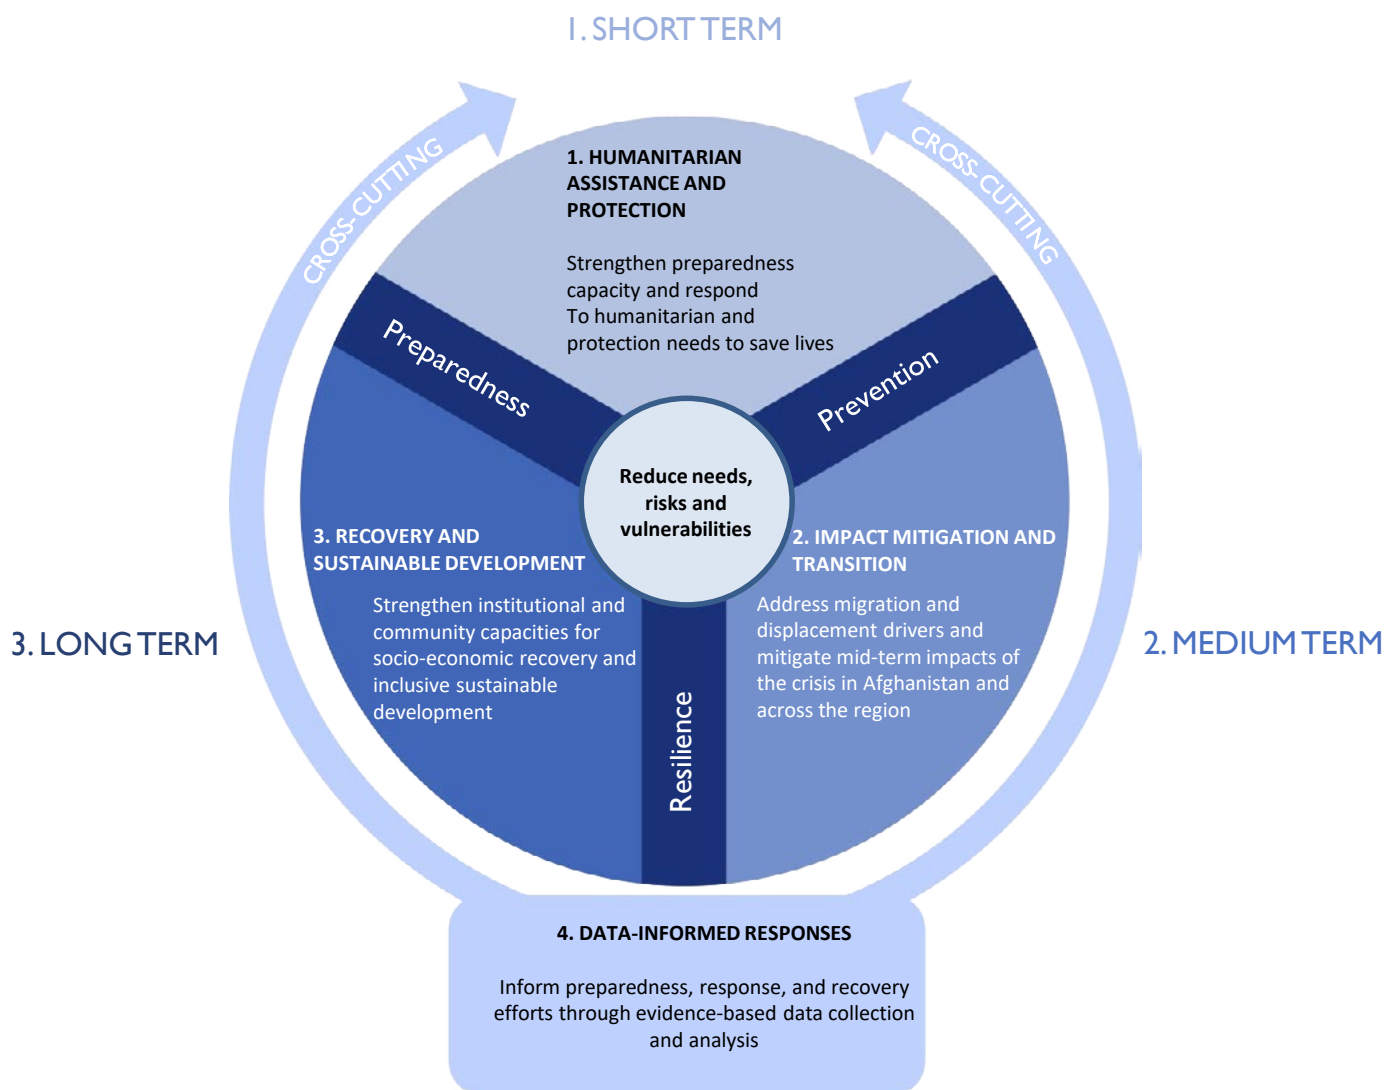 1. SHORT TERM
CROSS-CUTTING
CROSS-CUTTING
1. HUMANITARIAN
ASSISTANCE AND
PROTECTION
Strengthen preparedness
capacity and respond
To humanitarian and
protection needs to save lives
Preparedness
Prevention
Reduce needs,
risks and
vulnerabilities
3. RECOVERY AND
SUSTAINABLE DEVELOPMENT
Strengthen institutional and
community capacities for
socio-economic recovery and
inclusive sustainable
development
2. IMPACT MITIGATION AND
TRANSITION
Address migration and
displacement drivers and
mitigate mid-term impacts of
the crisis in Afghanistan and
across the region
3. LONG TERM
2. MEDIUM TERM
Resilience
4. DATA-INFORMED RESPONSES
Inform preparedness, response, and recovery
efforts through evidence-based data collection
and analysis